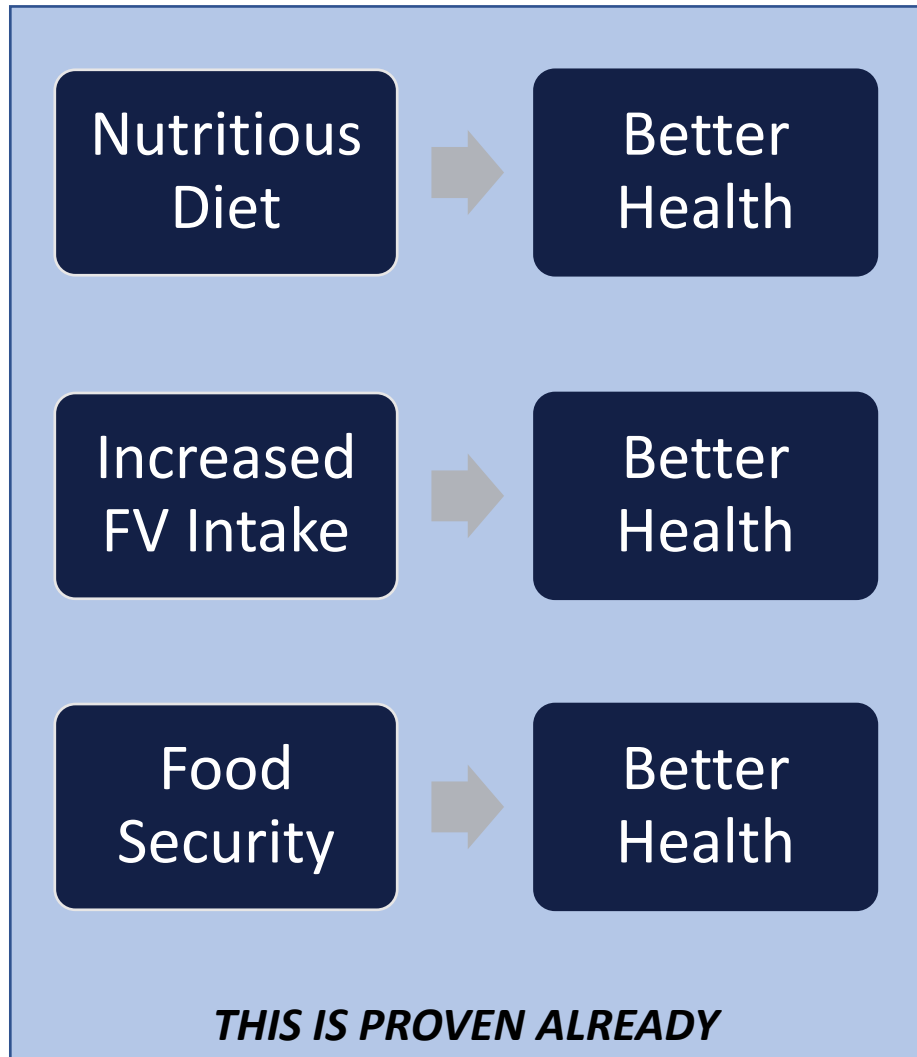 Nutritious
Diet
Better
Health
Increased
FV Intake
Better
Health
Food
Security
Better
Health
THIS IS PROVEN ALREADY